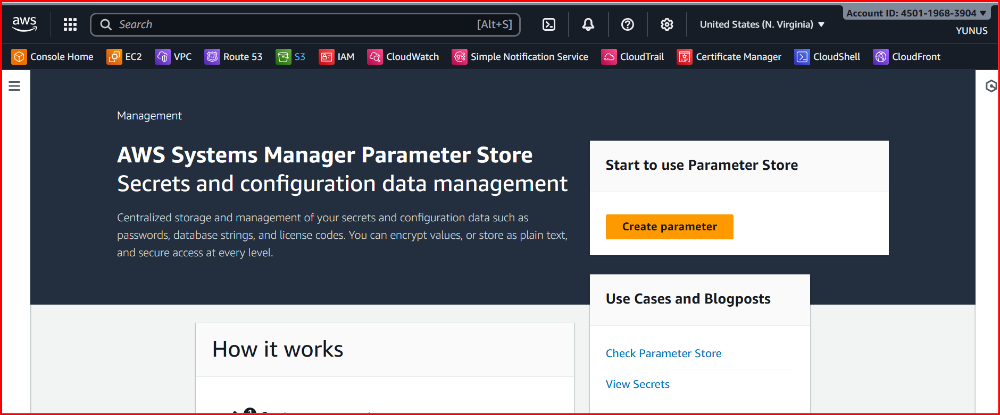 aws
Search [Alt+S]
United States (N. Virginia)
Account ID: 4501-1968-3904
YUNUS
Console Home EC2 VPC Route 53 S3 IAM CloudWatch Simple Notification Service CloudTrail Certificate Manager CloudShell CloudFront
Management
AWS Systems Manager Parameter Store
Secrets and configuration data management
Centralized storage and management of your secrets and configuration data such as
passwords, database strings, and license codes. You can encrypt values, or store as plain text,
and secure access at every level.
Start to use Parameter Store
Create parameter
Use Cases and Blogposts
Check Parameter Store
View Secrets
How it works